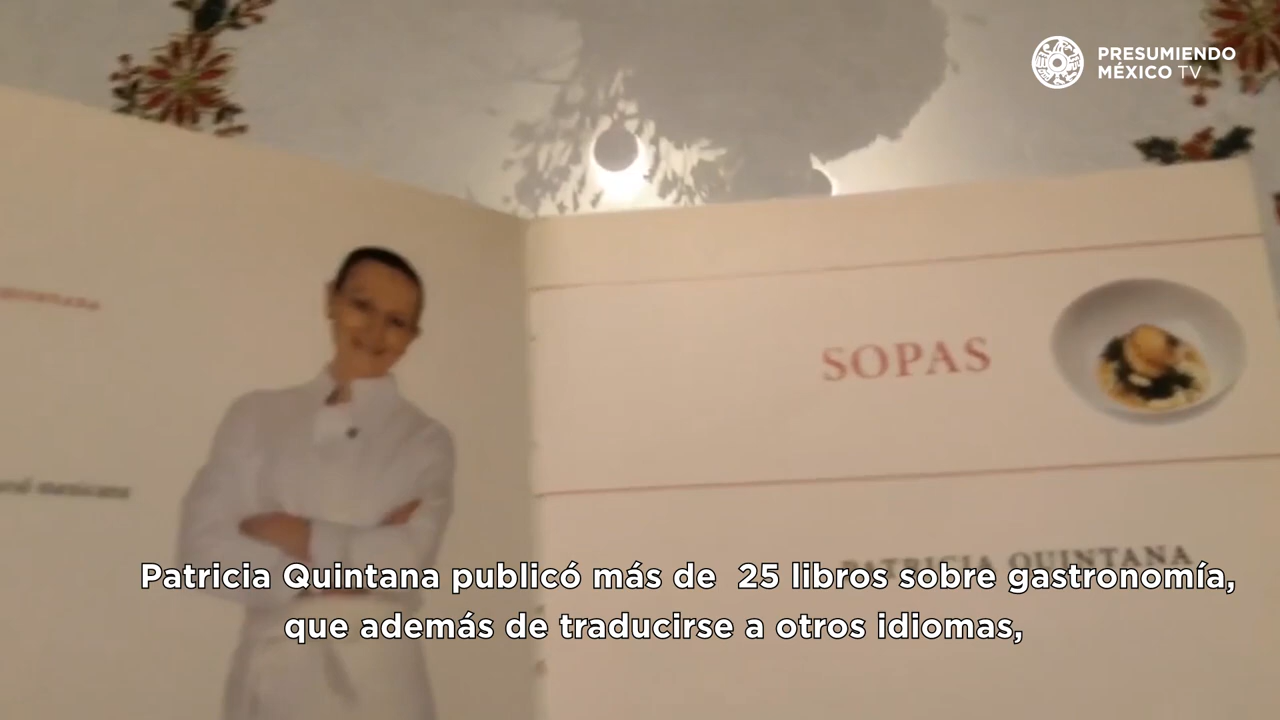 PRESUMIENDO
MÉXICO TV
SOPAS
PATRICIA QUINTANA
Patricia Quintana publicó más de 25 libros sobre gastronomía,
que además de traducirse a otros idiomas,